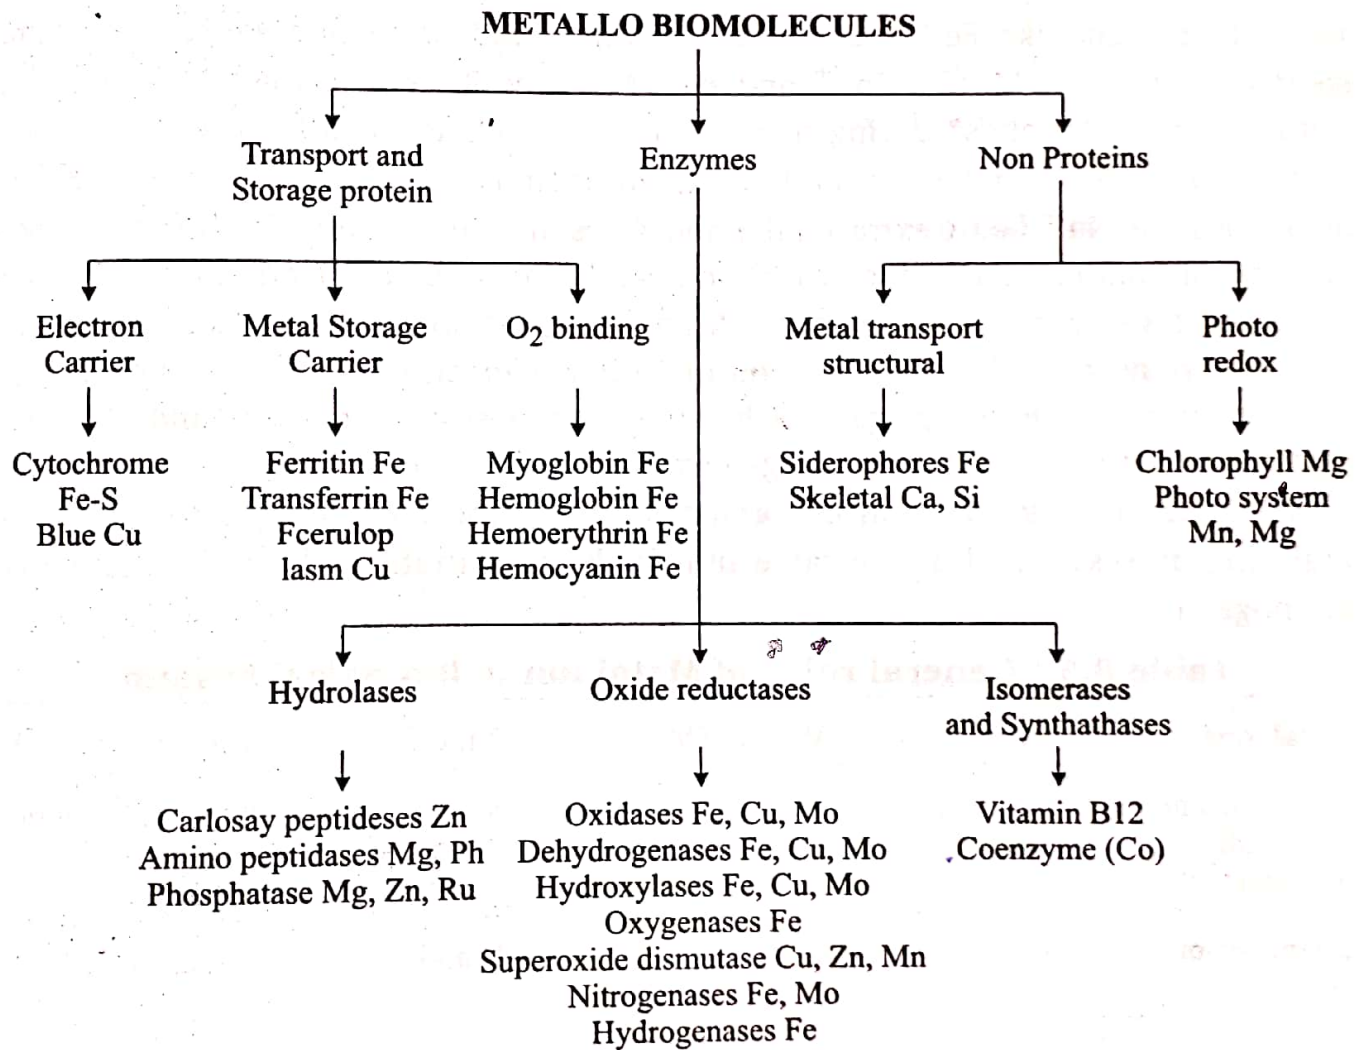 METALLO BIOMOLECULES
Transport and
Storage protein
Enzymes
Non Proteins
Electron
Carrier
Metal Storage
Carrier
O2 binding
Metal transport
structural
Photo
redox
Cytochrome
Fe-S
Blue Cu
Ferritin Fe
Transferrin Fe
Fcerulop
lasm Cu
Myoglobin Fe
Hemoglobin Fe
Hemoerythrin Fe
Hemocyanin Fe
Siderophores Fe
Skeletal Ca, Si
Chlorophyll Mg
Photo system
Mn, Mg
Hydrolases
Oxide reductases
Isomerases
and Synthathases
Carlosay peptideses Zn
Amino peptidases Mg, Ph
Phosphatase Mg, Zn, Ru
Oxidases Fe, Cu, Mo
Dehydrogenases Fe, Cu, Mo
Hydroxylases Fe, Cu, Mo
Oxygenases Fe
Superoxide dismutase Cu, Zn, Mn
Nitrogenases Fe, Mo
Hydrogenases Fe
Vitamin B12
Coenzyme (Co)